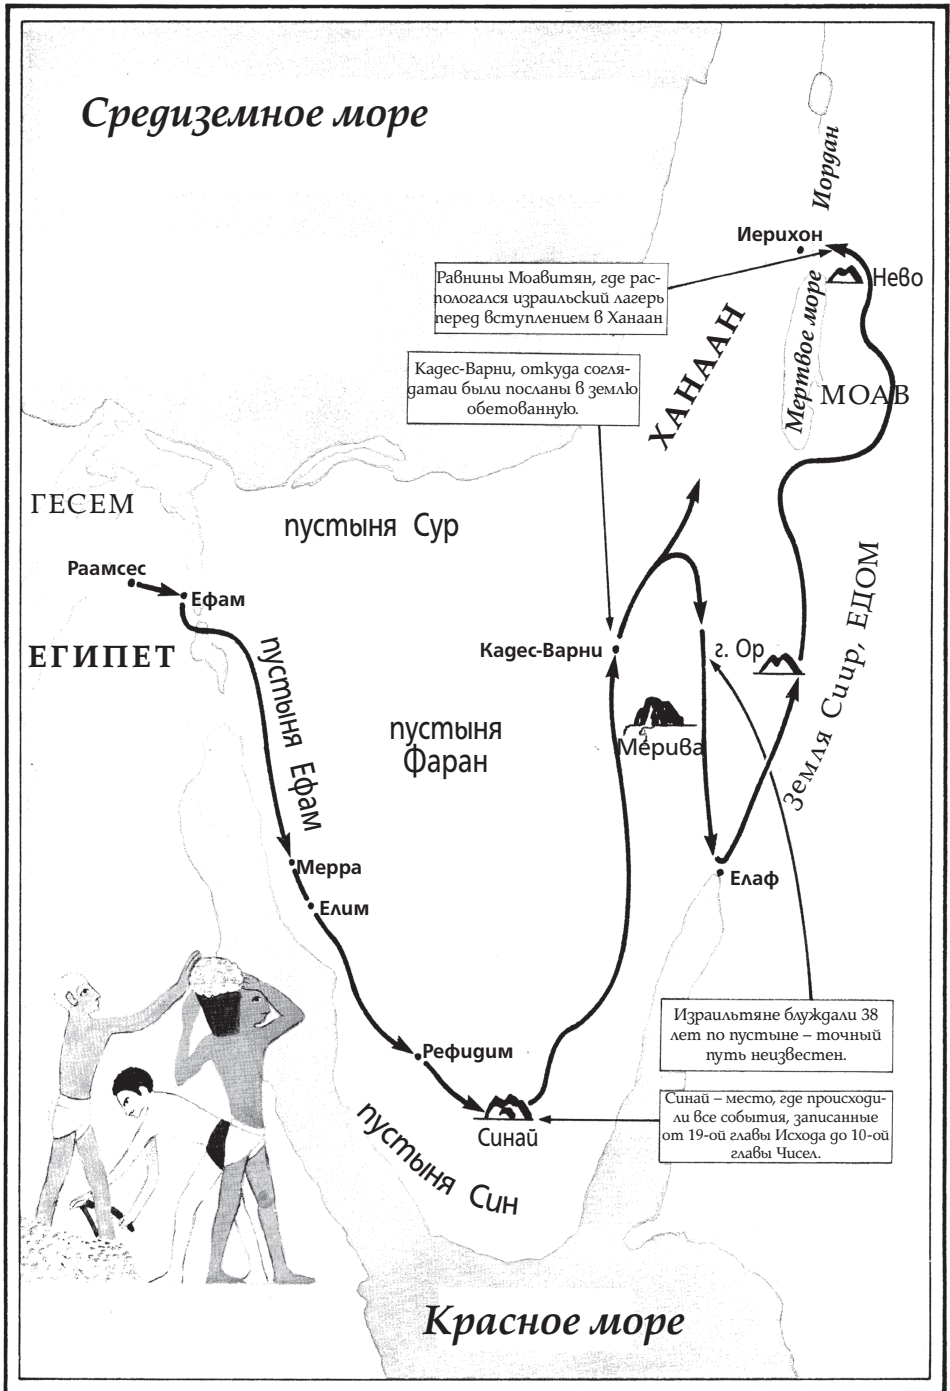 Средиземное море
Иордан
Иерихон
Нево
Равнины Моавитян, где рас-
пологался израильский лагерь
перед вступлением в Ханаан
Мертвое море
ХАНААН
МОАВ
Кадес-Варни, откуда согля-
датаи были посланы в землю
обетованную.
ГЕСЕМ
пустыня Сур
Раамсес
Ефам
ЕГИПЕТ
пустыня Ефам
Кадес-Варни
г. Ор
Земля Сиир, ЕДОМ
пустыня
Фаран
Мерива
Мерра
Елим
Елаф
Израильтяне блуждали 38
лет по пустыне – точный
путь неизвестен.
Рефидим
Синай
Синай – место, где происходи-
ли все события, записанные
от 19-ой главы Исхода до 10-ой
главы Чисел.
пустыня Син
Красное море